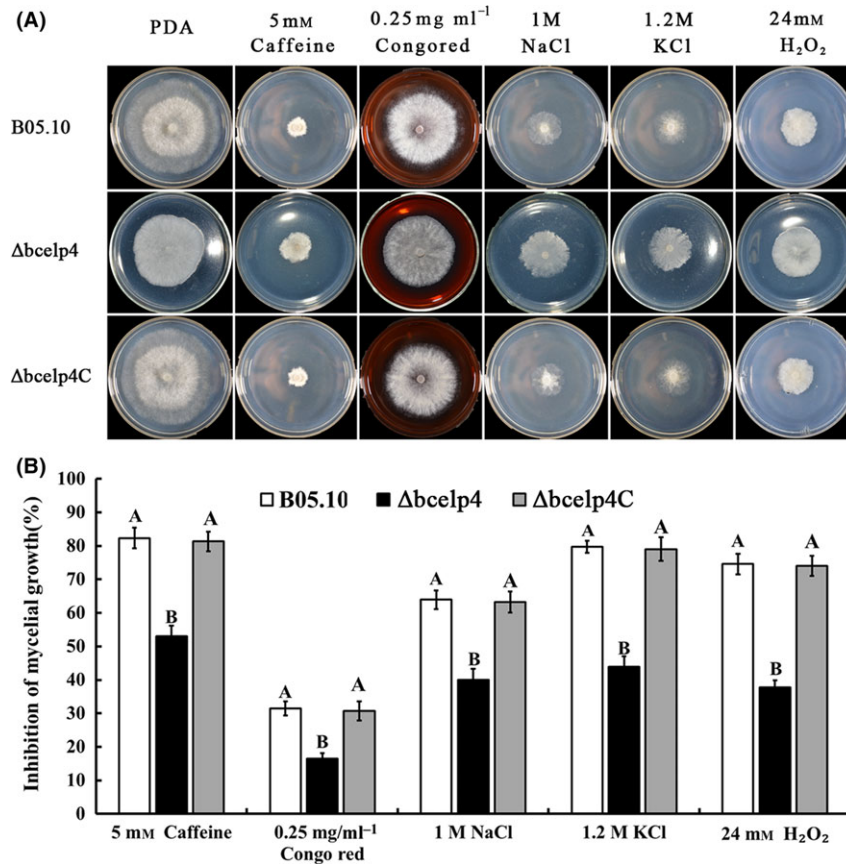 (A)
PDA
5 mM Caffeine
0.25 mg ml⁻¹ Congored
1M NaCl
1.2M KCl
24 mM H₂O₂
B05.10
Δbcelp4
Δbcelp4C
(B)
Inhibition of mycelial growth(%)
100
90
80
70
60
50
40
30
20
10
0
B05.10 Δbcelp4 Δbcelp4C
A B A
A B A
A B A
A B A
A B A
5 mM Caffeine
0.25 mg/ml⁻¹ Congo red
1 M NaCl
1.2 M KCl
24 mM H₂O₂